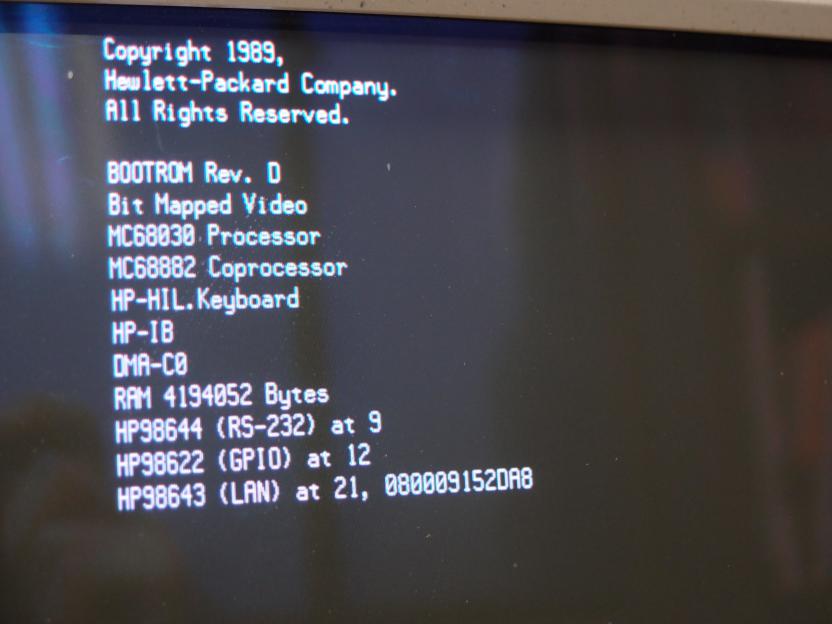 Copyright 1989,
Hewlett-Packard Company.
All Rights Reserved.
BOOTROM Rev. D
Bit Mapped Video
MC68030 Processor
MC68882 Coprocessor
HP-HIL.Keyboard
HP-IB
DMA-C0
RAM 4194052 Bytes
HP98644 (RS-232) at 9
HP98622 (GPIO) at 12
HP98643 (LAN) at 21, 080009152DA8